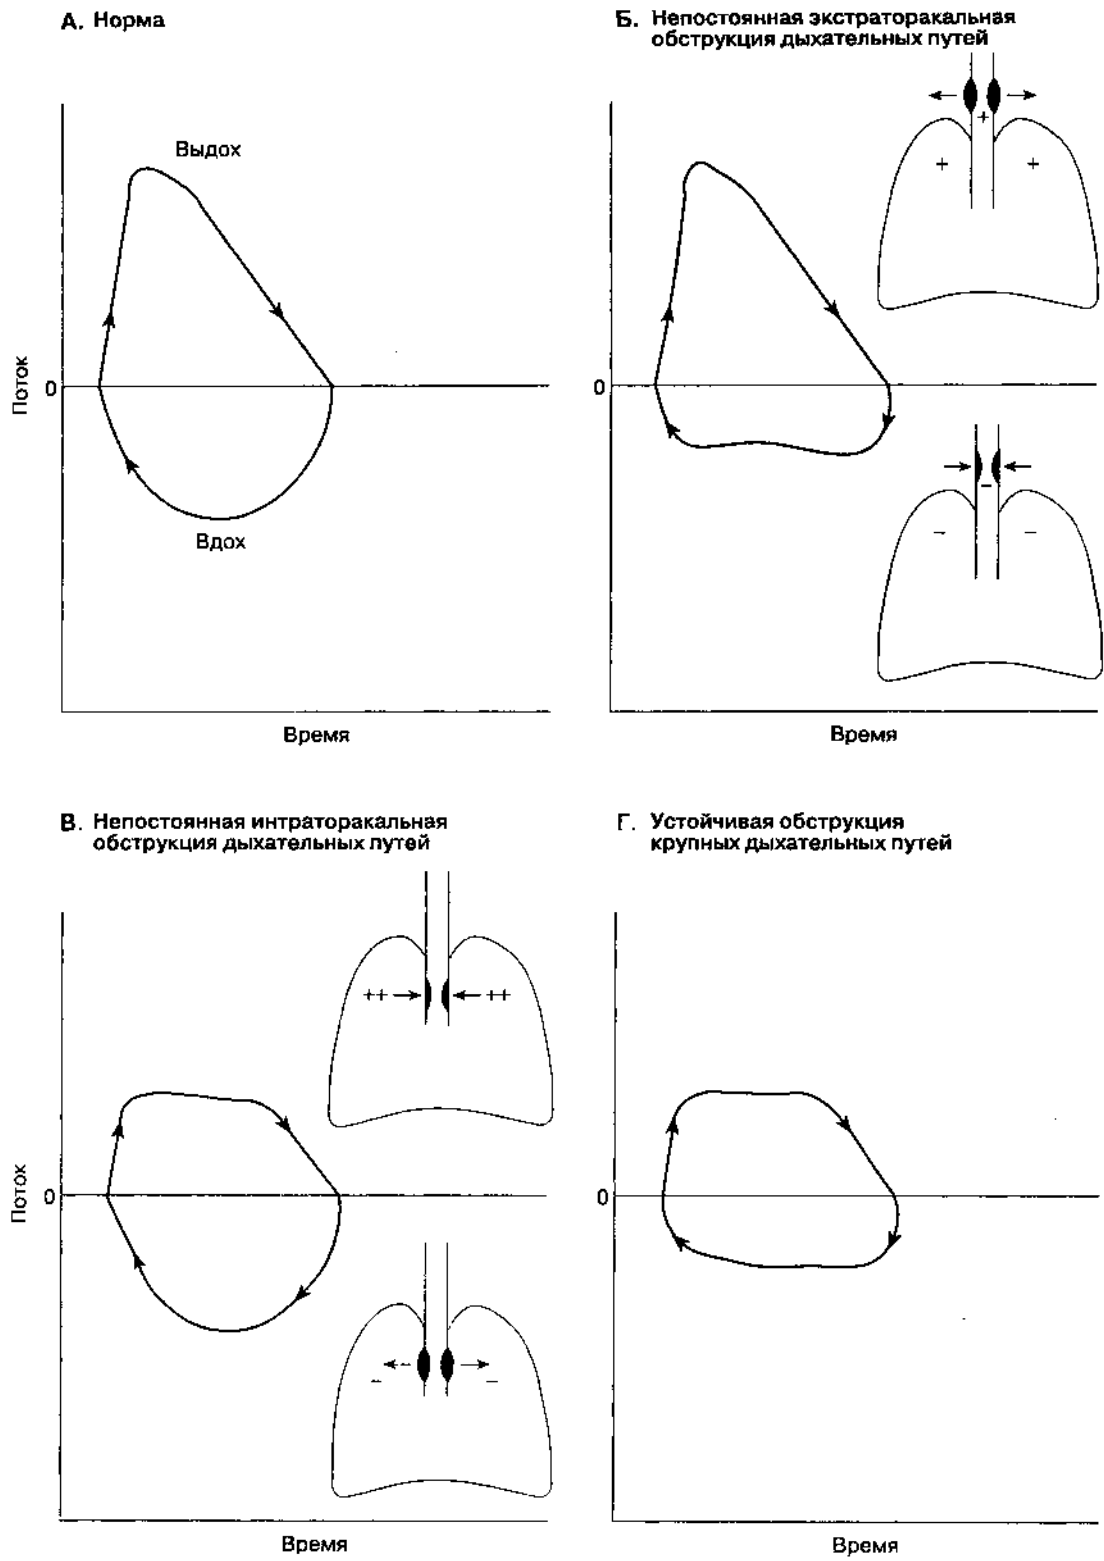 А. Норма
Выдох
Поток
0
Вдох
Время
Б. Непостоянная экстраторакальная
обструкция дыхательных путей
+
+ +
0
–
– –
Время
В. Непостоянная интраторакальная
обструкция дыхательных путей
++ ++
Поток
0
– –
Время
Г. Устойчивая обструкция
крупных дыхательных путей
0
Время